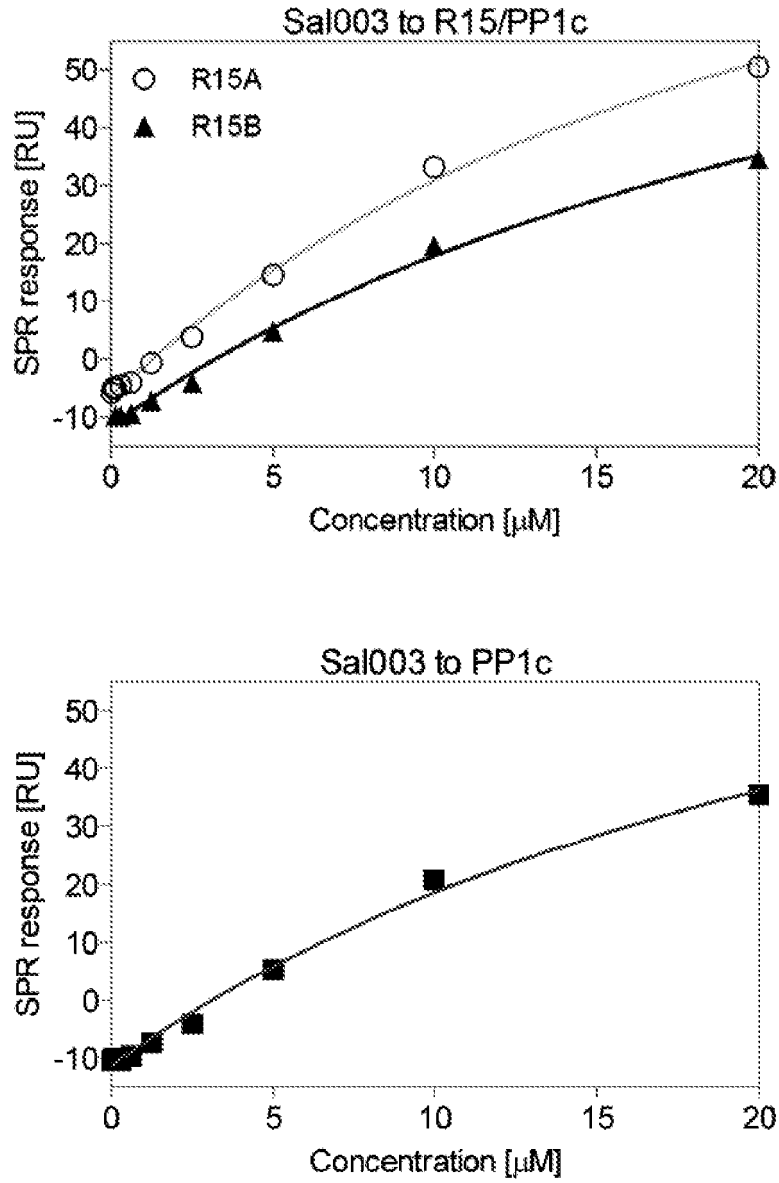 Sal003 to R15/PP1c
50
40
30
20
10
0
-10
SPR response [RU]
R15A
R15B
0 5 10 15 20
Concentration [µM]
Sal003 to PP1c
50
40
30
20
10
0
-10
SPR response [RU]
0 5 10 15 20
Concentration [µM]